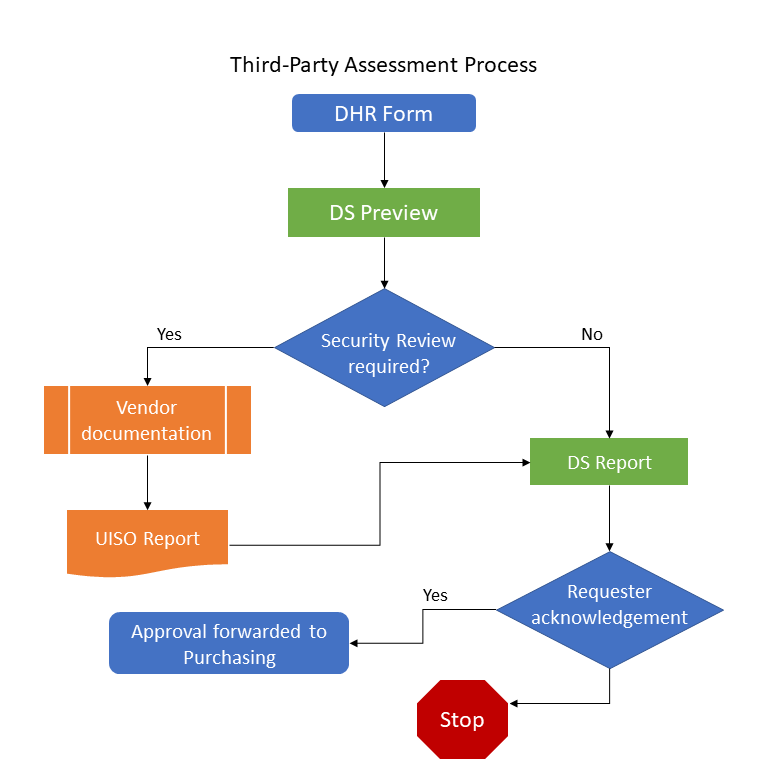 Third-Party Assessment Process
DHR Form
DS Preview
Security Review
required?
Yes
No
Vendor
documentation
DS Report
UISO Report
Requester
acknowledgement
Yes
Approval forwarded to
Purchasing
Stop